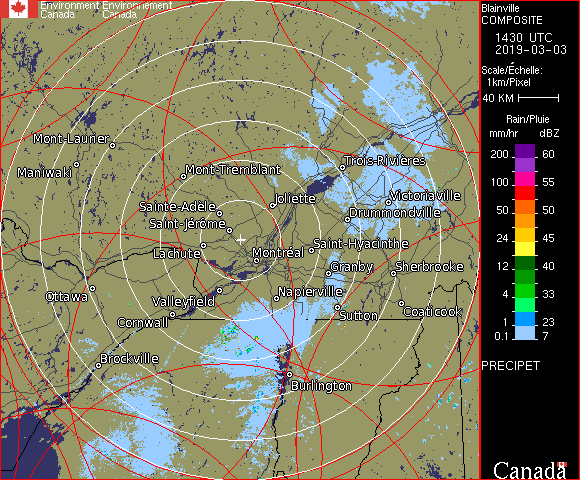 Environment Environnement
Canada Canada
Blainville
COMPOSITE
1430 UTC
2019-03-03
Scale/Échelle:
1km/Pixel
40 KM
Rain/Pluie
mm/hr dBZ
200 60
100 55
50 50
24 45
12 40
4 33
1 23
0.1 7
PRECIPET
Canada
Mont-Laurier
Maniwaki
Mont-Tremblant
Trois-Rivières
Joliette
Victoriaville
Sainte-Adele
Drummondville
Saint-Jérôme
Saint-Hyacinthe
Lachute
Montréal
Granby
Sherbrooke
Ottawa
Valleyfield
Napierville
Cornwall
Sutton
Coaticook
Brockville
Burlington